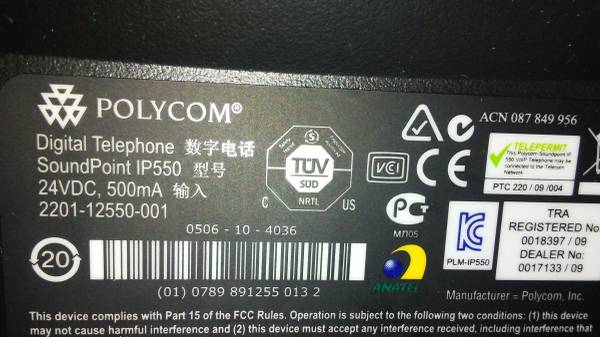 POLYCOM®
Digital Telephone 数字电话
SoundPoint IP550 型号
24VDC, 500mA 输入
2201-12550-001
0506 - 10 - 4036
20
(01) 0789 891255 013 2
S
TÜV
SÜD
NRTL
C US
ACN 087 849 956
VCI
CE
TELEPERMIT
This Polycom Soundpoint IP
550 VoIP Telephone may be
connected to the Telecom
Network
PTC 220 / 09 /004
МЛ05
ANATEL
PLM-IP550
TRA
REGISTERED No
0018397 / 09
DEALER No:
0017133 / 09
Manufacturer = Polycom, Inc.
This device complies with Part 15 of the FCC Rules. Operation is subject to the following two conditions: (1) this device
may not cause harmful interference and (2) this device must accept any interference received, including interference that